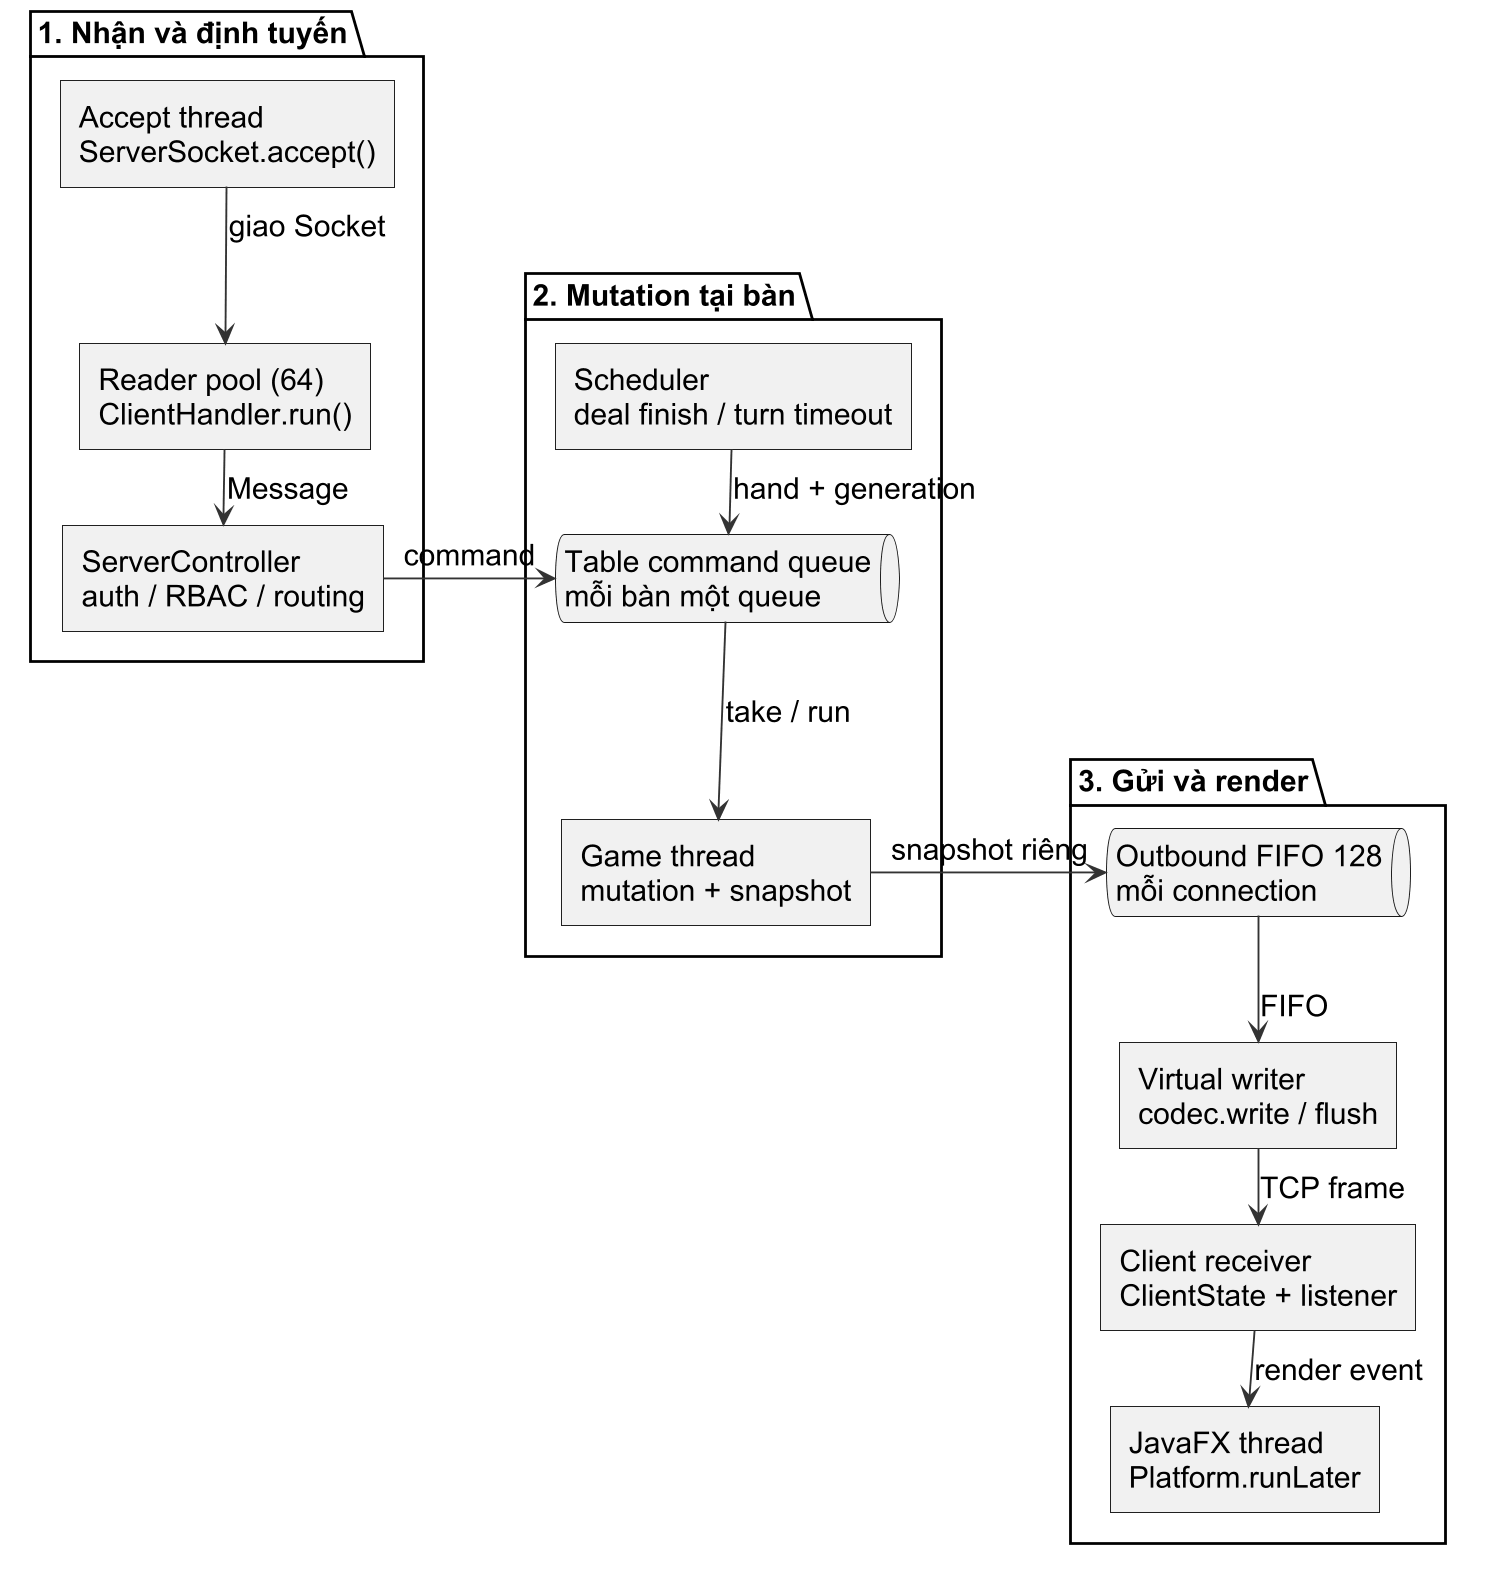 1. Nhận và định tuyến
Accept thread
ServerSocket.accept()
giao Socket
Reader pool (64)
ClientHandler.run()
Message
ServerController
auth / RBAC / routing
command
2. Mutation tại bàn
Scheduler
deal finish / turn timeout
hand + generation
Table command queue
mỗi bàn một queue
take / run
Game thread
mutation + snapshot
snapshot riêng
3. Gửi và render
Outbound FIFO 128
mỗi connection
FIFO
Virtual writer
codec.write / flush
TCP frame
Client receiver
ClientState + listener
render event
JavaFX thread
Platform.runLater